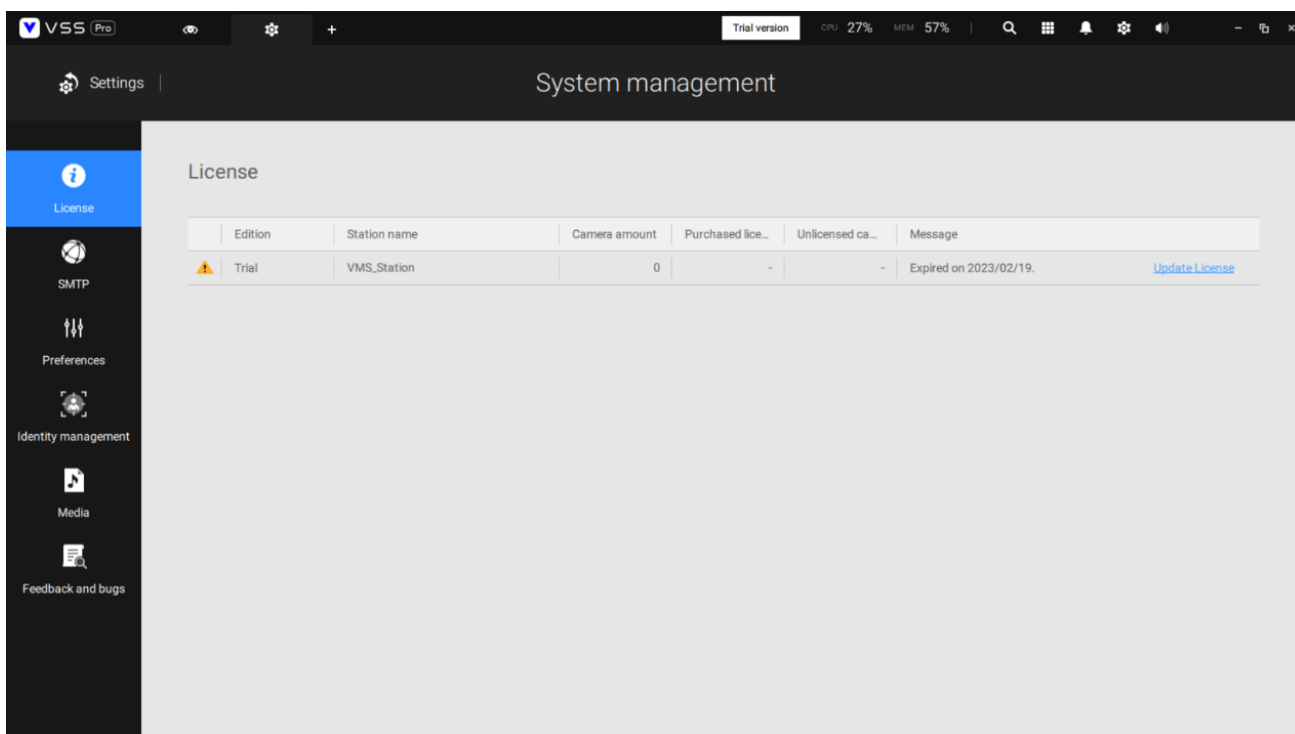 VSS Pro
Trial version CPU 27% MEM 57%
Settings
System management
License
SMTP
Preferences
Identity management
Media
Feedback and bugs
License
Edition Station name Camera amount Purchased lice... Unlicensed ca... Message
Trial VMS_Station 0 - - Expired on 2023/02/19. Update License